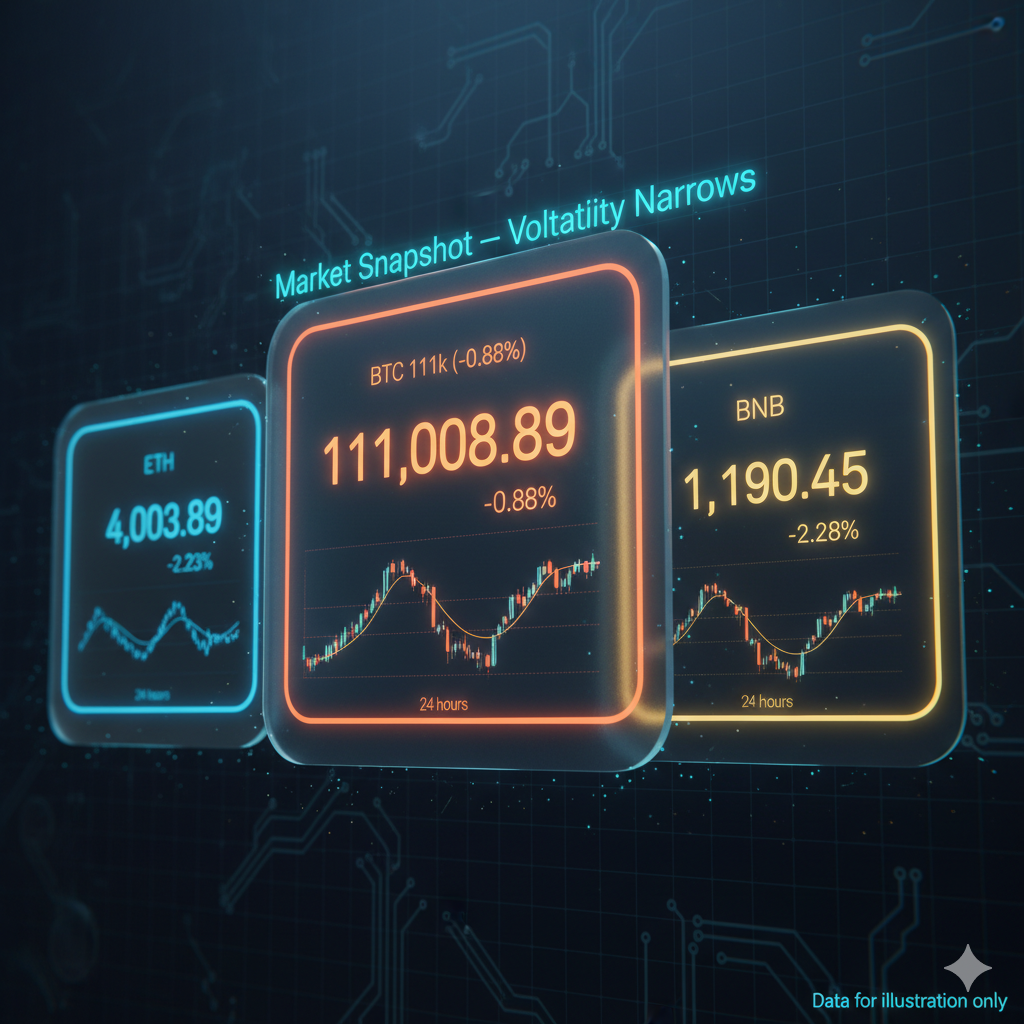 Market Snapshot – Voltatiity Narrows
ETH
4,003.89
-2.23%
24 hours
BTC 111k (-0.88%)
111,008.89
-0.88%
24 hours
BNB
1,190.45
-2.28%
24 hours
Data for illustration only